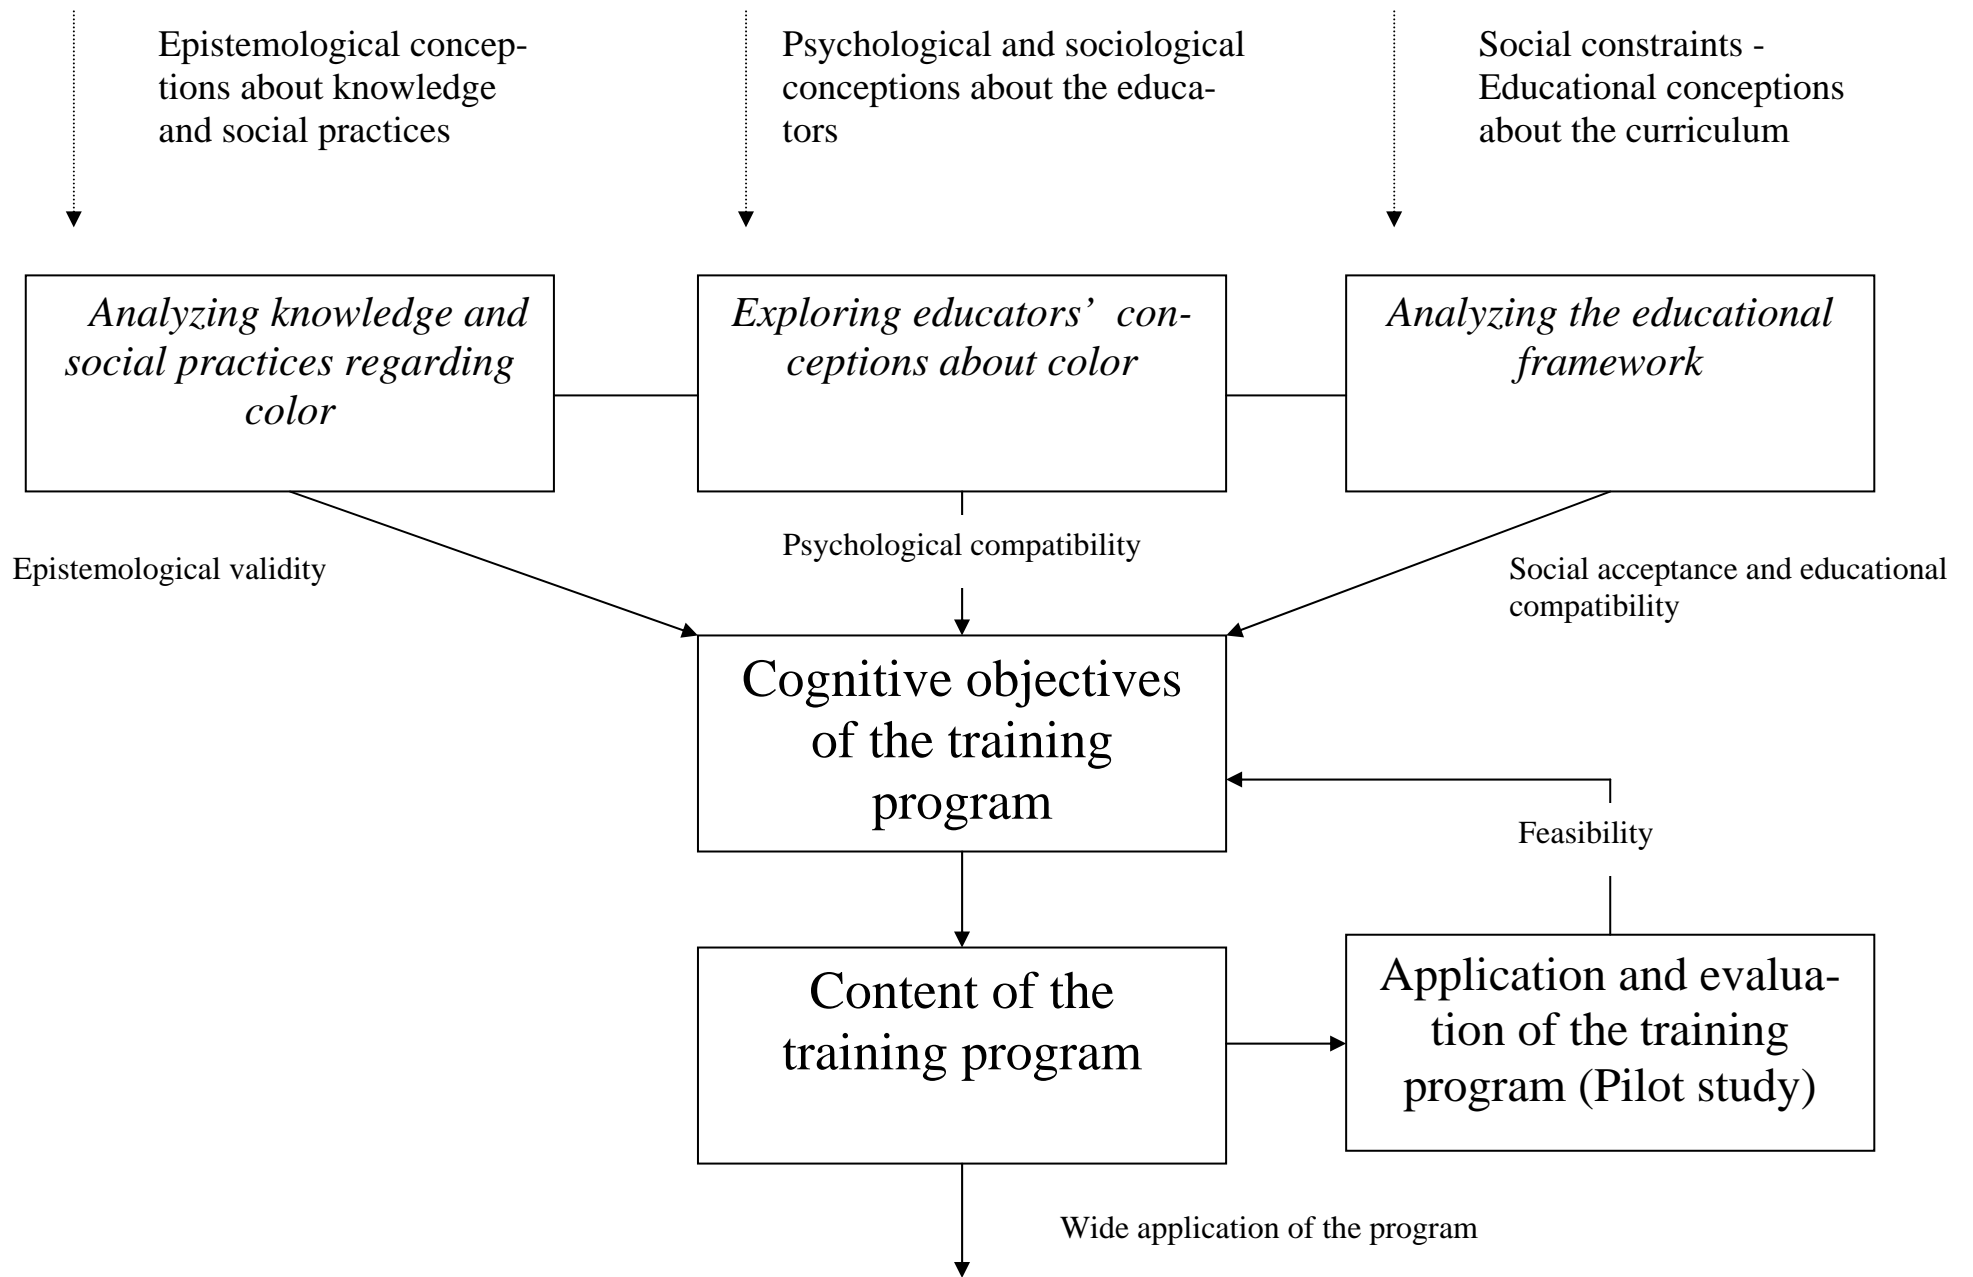 Epistemological concep-
tions about knowledge
and social practices
Psychological and sociological
conceptions about the educa-
tors
Social constraints -
Educational conceptions
about the curriculum
Analyzing knowledge and
social practices regarding
color
Exploring educators’ con-
ceptions about color
Analyzing the educational
framework
Epistemological validity
Psychological compatibility
Social acceptance and educational
compatibility
Cognitive objectives
of the training
program
Feasibility
Content of the
training program
Application and evalua-
tion of the training
program (Pilot study)
Wide application of the program